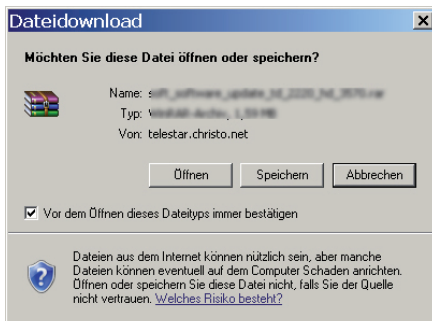 Dateidownload
Möchten Sie diese Datei öffnen oder speichern?
Name:
Typ:
Von: telestar.christo.net
Öffnen Speichern Abbrechen
Vor dem Öffnen dieses Dateityps immer bestätigen
Dateien aus dem Internet können nützlich sein, aber manche
Dateien können eventuell auf dem Computer Schaden anrichten.
Öffnen oder speichern Sie diese Datei nicht, falls Sie der Quelle
nicht vertrauen. Welches Risiko besteht?